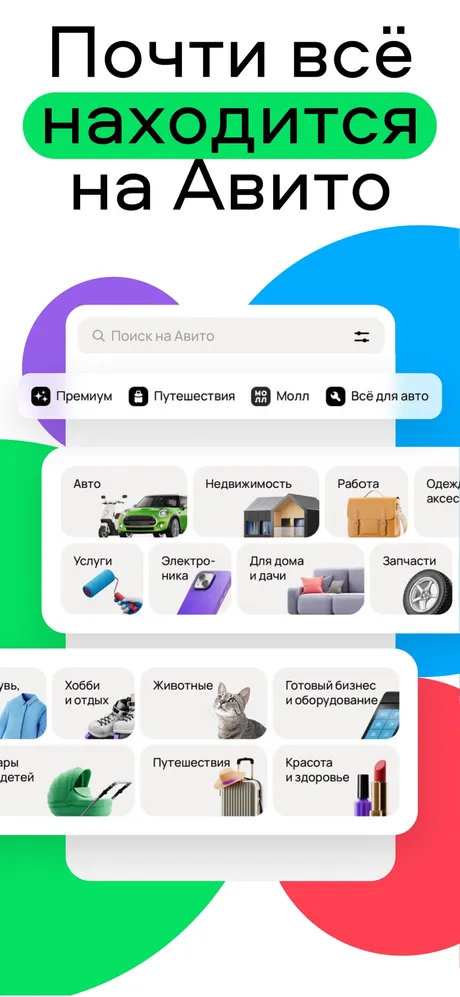 Почти всё
находится
на Авито
Поиск на Авито
Премиум
Путешествия
Молл
Всё для авто
Авто
Недвижимость
Работа
Услуги
Электро-
ника
Для дома
и дачи
Запчасти
Хобби
и отдых
Животные
Готовый бизнес
и оборудование
детей
Путешествия
Красота
и здоровье